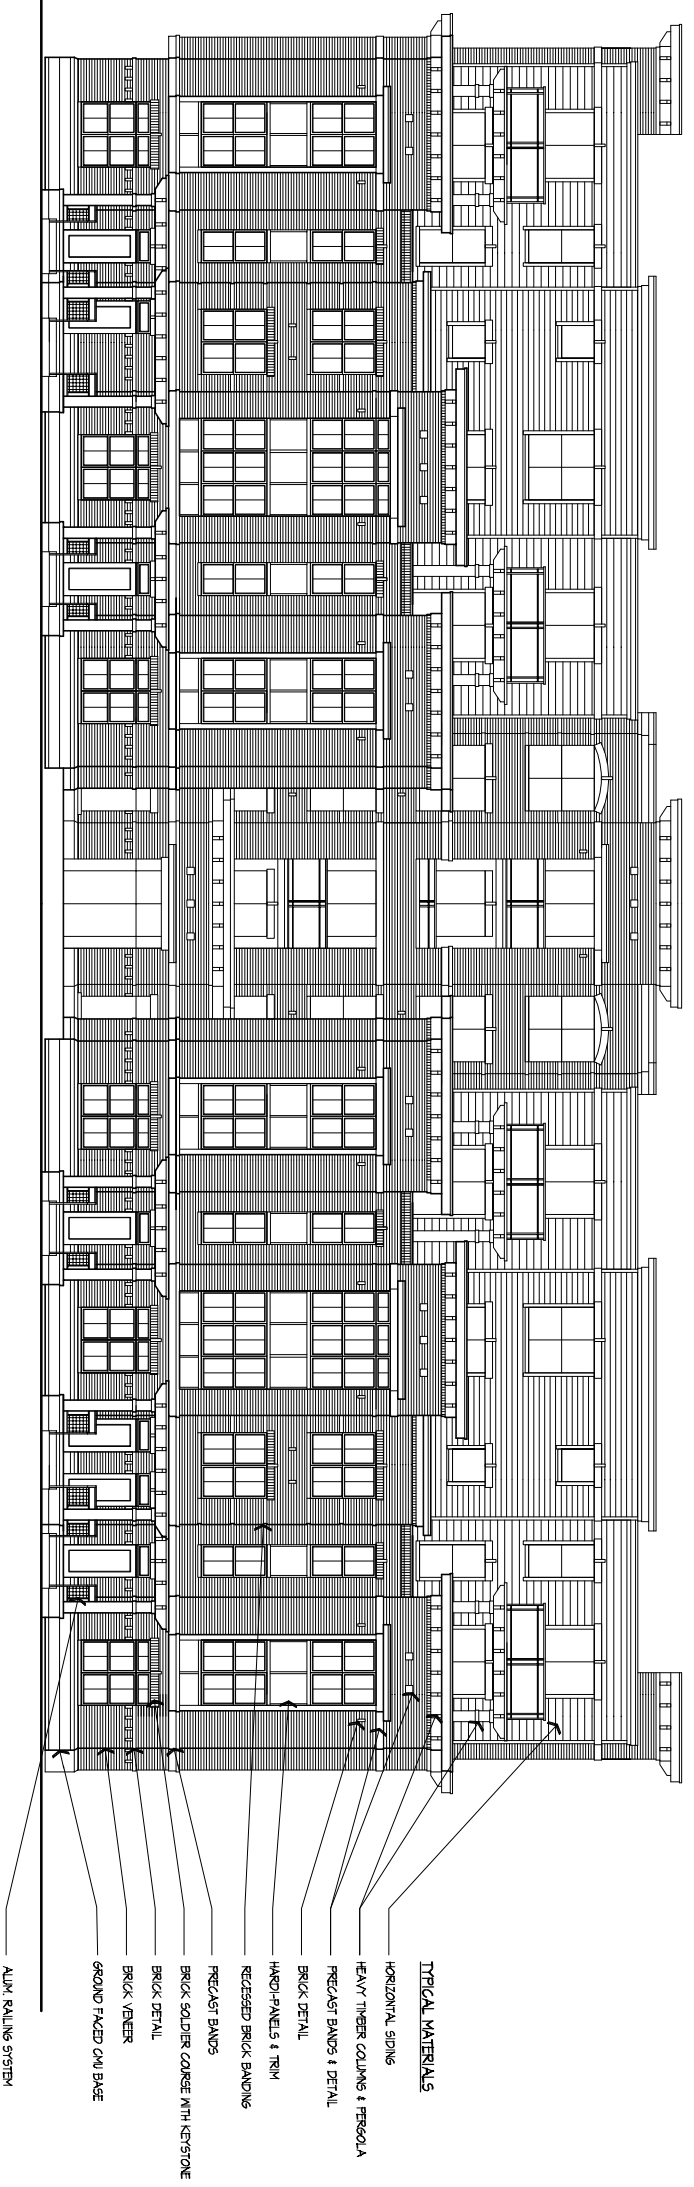 TYPICAL MATERIALS
HORIZONTAL SIDING
HEAVY TIMBER COLUMNS & PERGOLA
PRECAST BANDS & DETAIL
BRICK DETAIL
HARDI-PANELS & TRIM
RECESSED BRICK BANDING
PRECAST BANDS
BRICK SOLDIER COURSE WITH KEYSTONE
BRICK DETAIL
BRICK VENEER
GROUND FACED CMU BASE
ALUM. RAILING SYSTEM